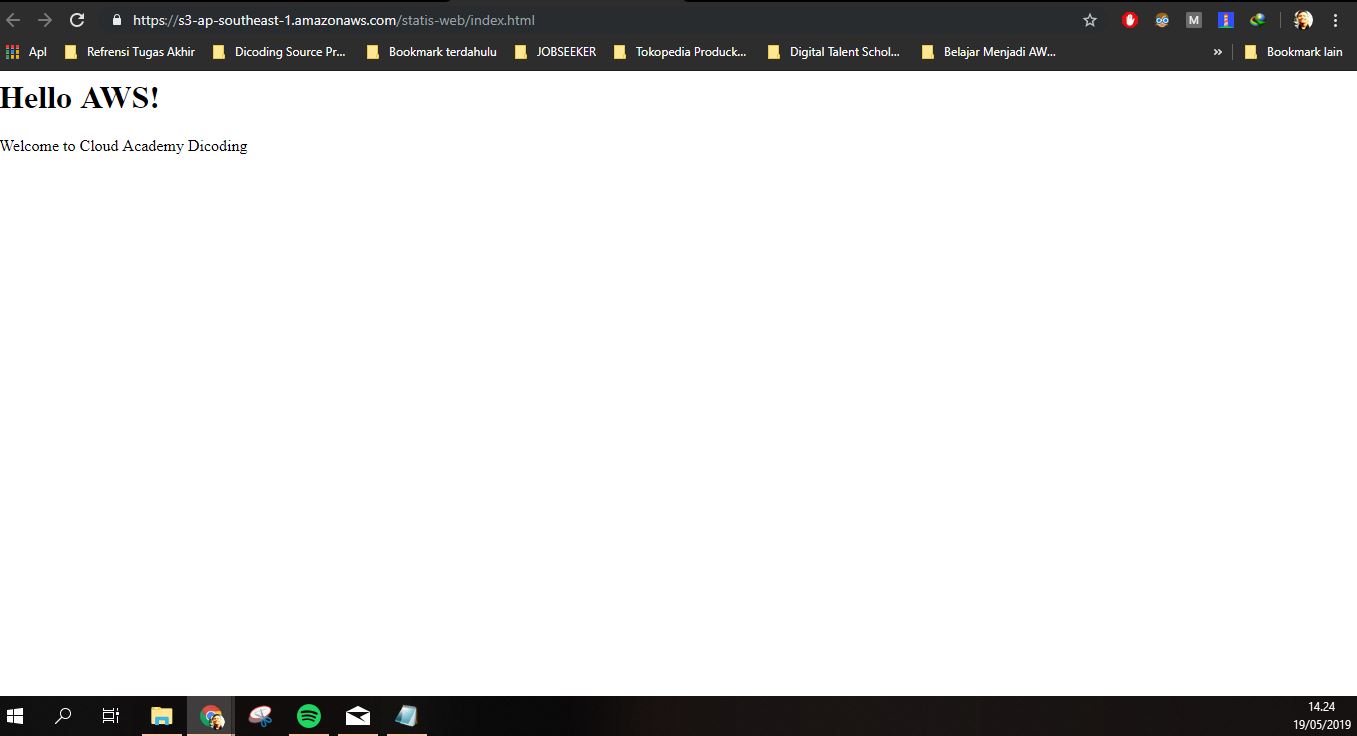 https://s3-ap-southeast-1.amazonaws.com/statis-web/index.html
M
Apl Refrensi Tugas Akhir Dicoding Source Pr... Bookmark terdahulu JOBSEEKER Tokopedia Produck... Digital Talent Schol... Belajar Menjadi AW... » Bookmark lain
Hello AWS!
Welcome to Cloud Academy Dicoding
14.24
19/05/2019